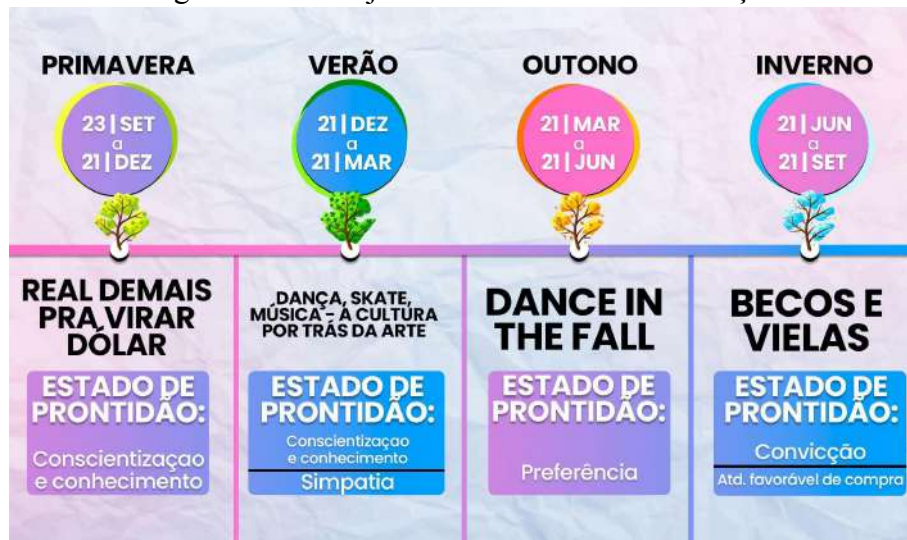 PRIMAVERA
23 | SET
a
21 | DEZ
REAL DEMAIS
PRA VIRAR
DÓLAR
ESTADO DE
PRONTIDÃO:
Conscientizaçao
e conhecimento
VERÃO
21 | DEZ
a
21 | MAR
DANÇA, SKATE,
MÚSICA - A CULTURA
POR TRÁS DA ARTE
ESTADO DE
PRONTIDÃO:
Conscientizaçao
e conhecimento
Simpatia
OUTONO
21 | MAR
a
21 | JUN
DANCE IN
THE FALL
ESTADO DE
PRONTIDÃO:
Preferência
INVERNO
21 | JUN
a
21 | SET
BECOS E
VIELAS
ESTADO DE
PRONTIDÃO:
Convicção
Atd. favorável de compra